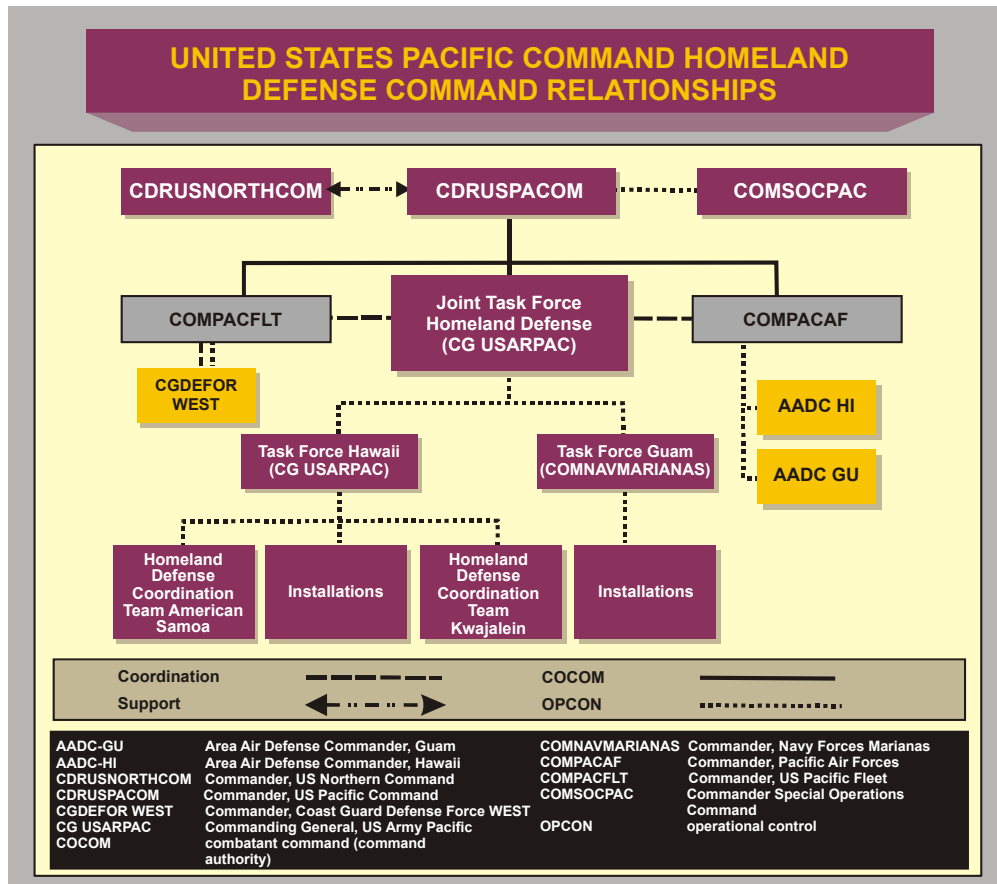 UNITED STATES PACIFIC COMMAND HOMELAND
DEFENSE COMMAND RELATIONSHIPS
CDRUSNORTHCOM
CDRUSPACOM
COMSOCPAC
COMPACFLT
Joint Task Force
Homeland Defense
(CG USARPAC)
COMPACAF
CGDEFOR
WEST
AADC HI
AADC GU
Task Force Hawaii
(CG USARPAC)
Task Force Guam
(COMNAVMARIANAS)
Homeland
Defense
Coordination
Team American
Samoa
Installations
Homeland
Defense
Coordination
Team
Kwajalein
Installations
Coordination
COCOM
Support
OPCON
AADC-GU Area Air Defense Commander, Guam
AADC-HI Area Air Defense Commander, Hawaii
CDRUSNORTHCOM Commander, US Northern Command
CDRUSPACOM Commander, US Pacific Command
CGDEFOR WEST Commander, Coast Guard Defense Force WEST
CG USARPAC Commanding General, US Army Pacific
COCOM combatant command (command
authority)
COMNAVMARIANAS Commander, Navy Forces Marianas
COMPACAF Commander, Pacific Air Forces
COMPACFLT Commander, US Pacific Fleet
COMSOCPAC Commander Special Operations
Command
OPCON operational control